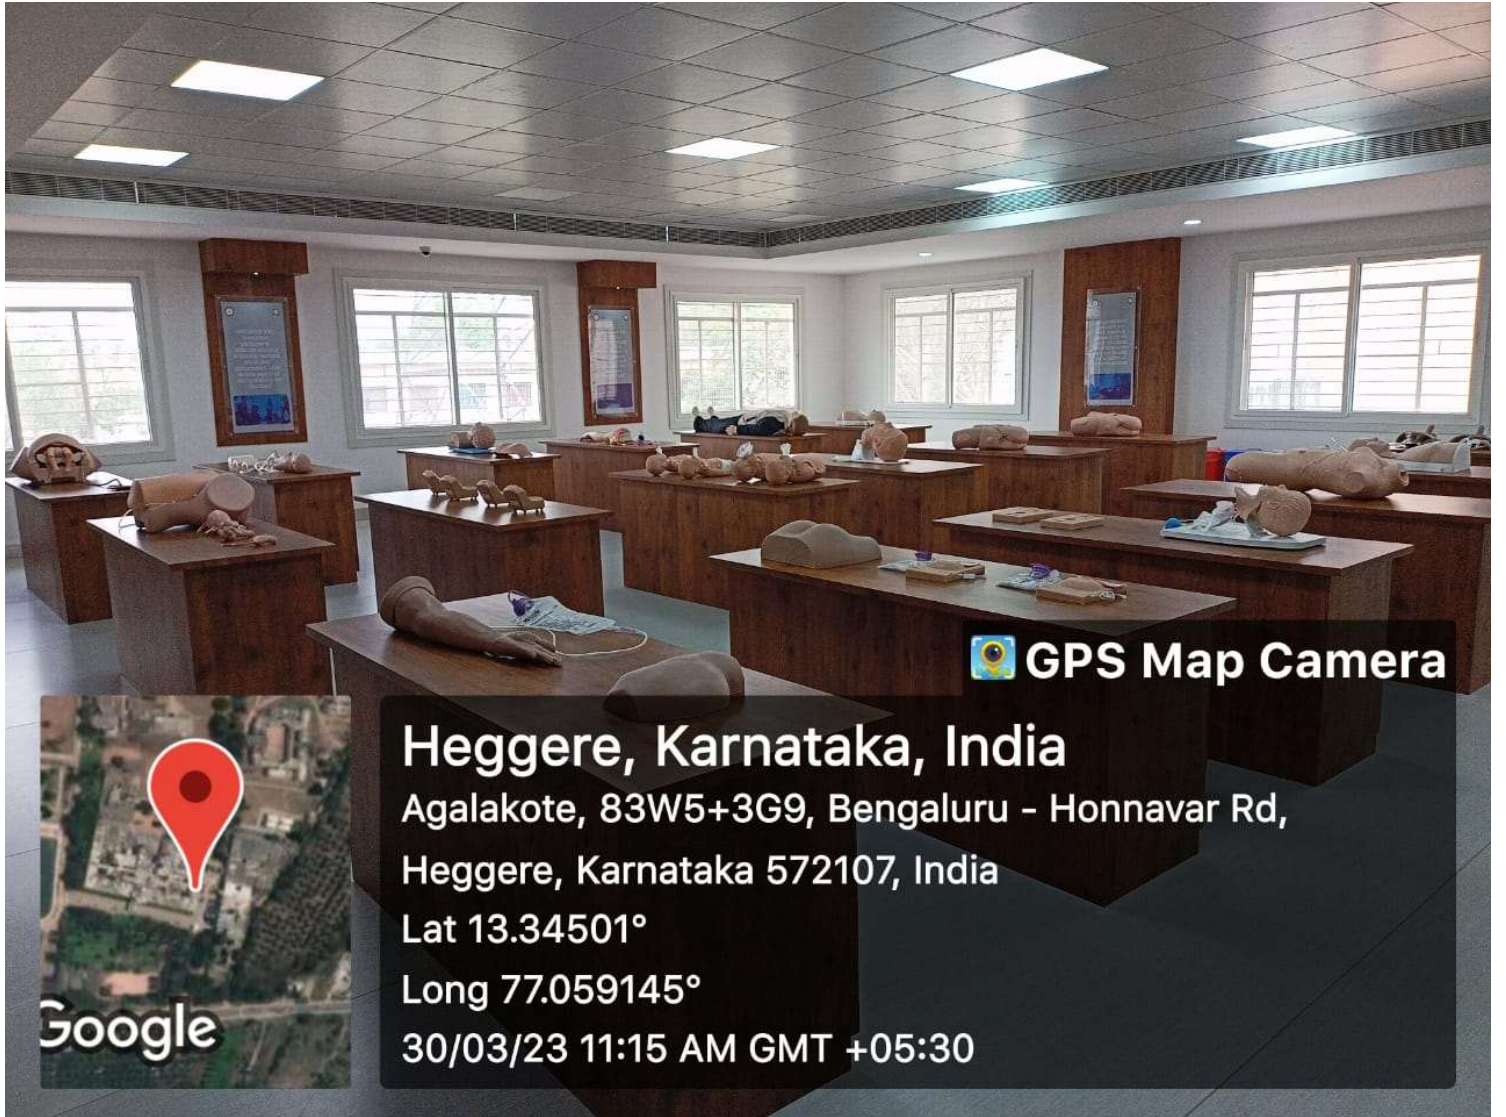 GPS Map Camera
Heggere, Karnataka, India
Agalakote, 83W5+3G9, Bengaluru - Honnavar Rd,
Heggere, Karnataka 572107, India
Lat 13.34501°
Long 77.059145°
30/03/23 11:15 AM GMT +05:30
Google